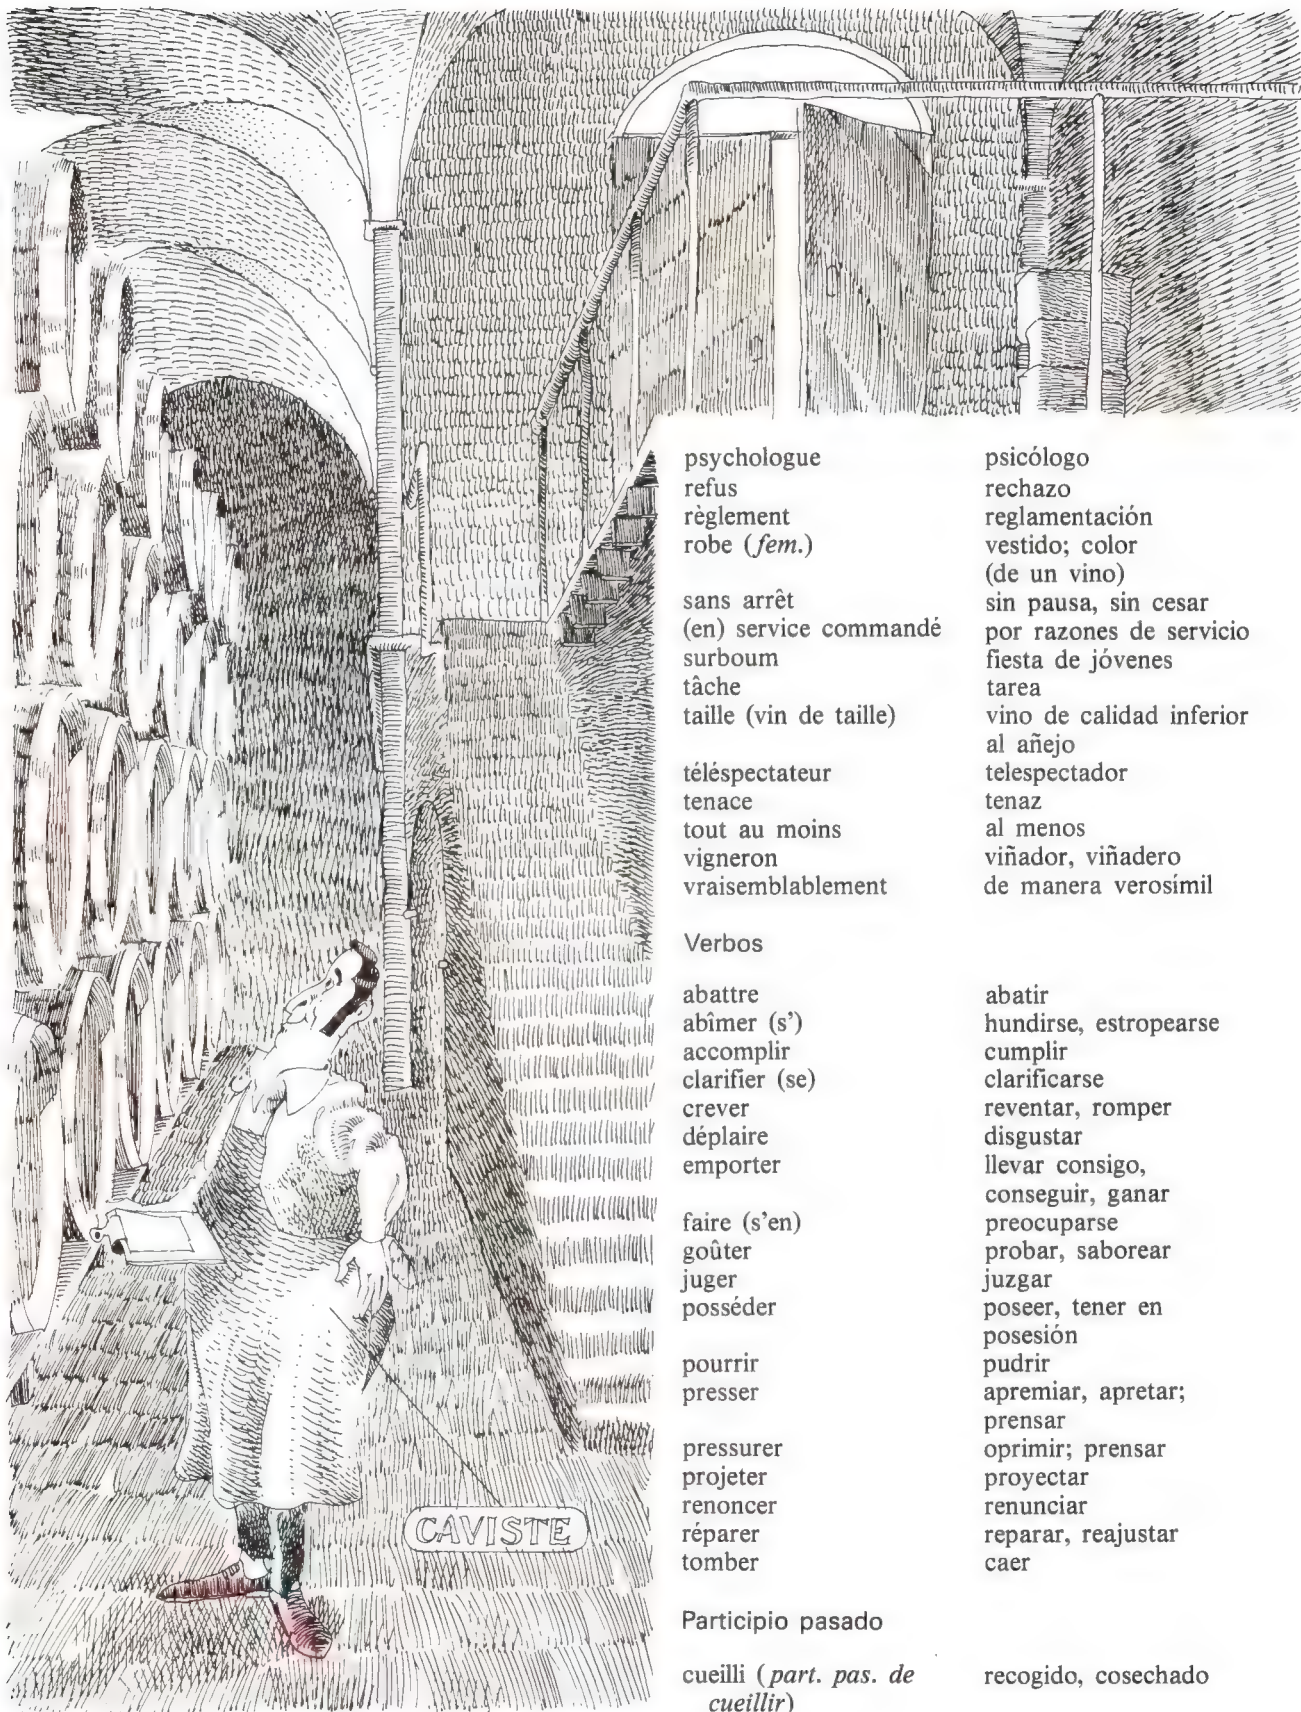 psychologue psicólogo
refus rechazo
règlement reglamentación
robe (fem.) vestido; color
(de un vino)
sans arrêt sin pausa, sin cesar
(en) service commandé por razones de servicio
surboum fiesta de jóvenes
tâche tarea
taille (vin de taille) vino de calidad inferior
al añejo
téléspectateur telespectador
tenace tenaz
tout au moins al menos
vigneron viñador, viñadero
vraisemblablement de manera verosímil
Verbos
abattre abatir
abîmer (s') hundirse, estropearse
accomplir cumplir
clarifier (se) clarificarse
crever reventar, romper
déplaire disgustar
emporter llevar consigo,
conseguir, ganar
faire (s'en) preocuparse
goûter probar, saborear
juger juzgar
posséder poseer, tener en
posesión
pourrir pudrir
presser apremiar, apretar;
prensar
pressurer oprimir; prensar
projeter proyectar
renoncer renunciar
réparer reparar, reajustar
tomber caer
CAVISTE
Participio pasado
cueilli (part. pas. de recogido, cosechado
cueillir)